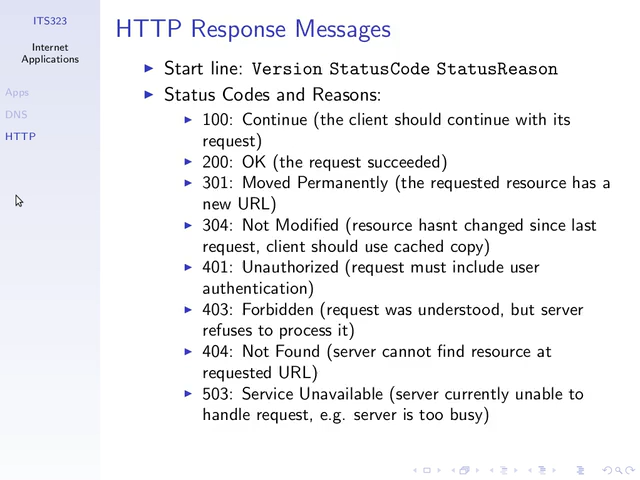 ITS323
Internet
Applications
Apps
DNS
HTTP
HTTP Response Messages
Start line: Version StatusCode StatusReason
Status Codes and Reasons:
100: Continue (the client should continue with its
request)
200: OK (the request succeeded)
301: Moved Permanently (the requested resource has a
new URL)
304: Not Modified (resource hasnt changed since last
request, client should use cached copy)
401: Unauthorized (request must include user
authentication)
403: Forbidden (request was understood, but server
refuses to process it)
404: Not Found (server cannot find resource at
requested URL)
503: Service Unavailable (server currently unable to
handle request, e.g. server is too busy)